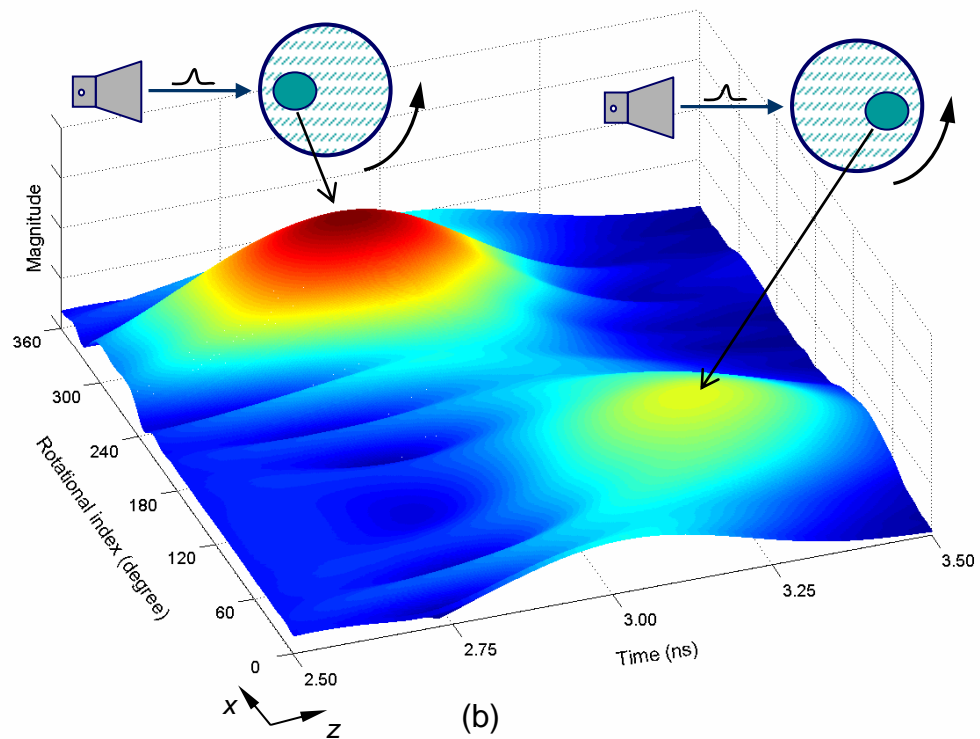 Magnitude
360
300
240
180
120
60
0
Rotational index (degree)
2.50
2.75
3.00
3.25
3.50
Time (ns)
x
z
(b)